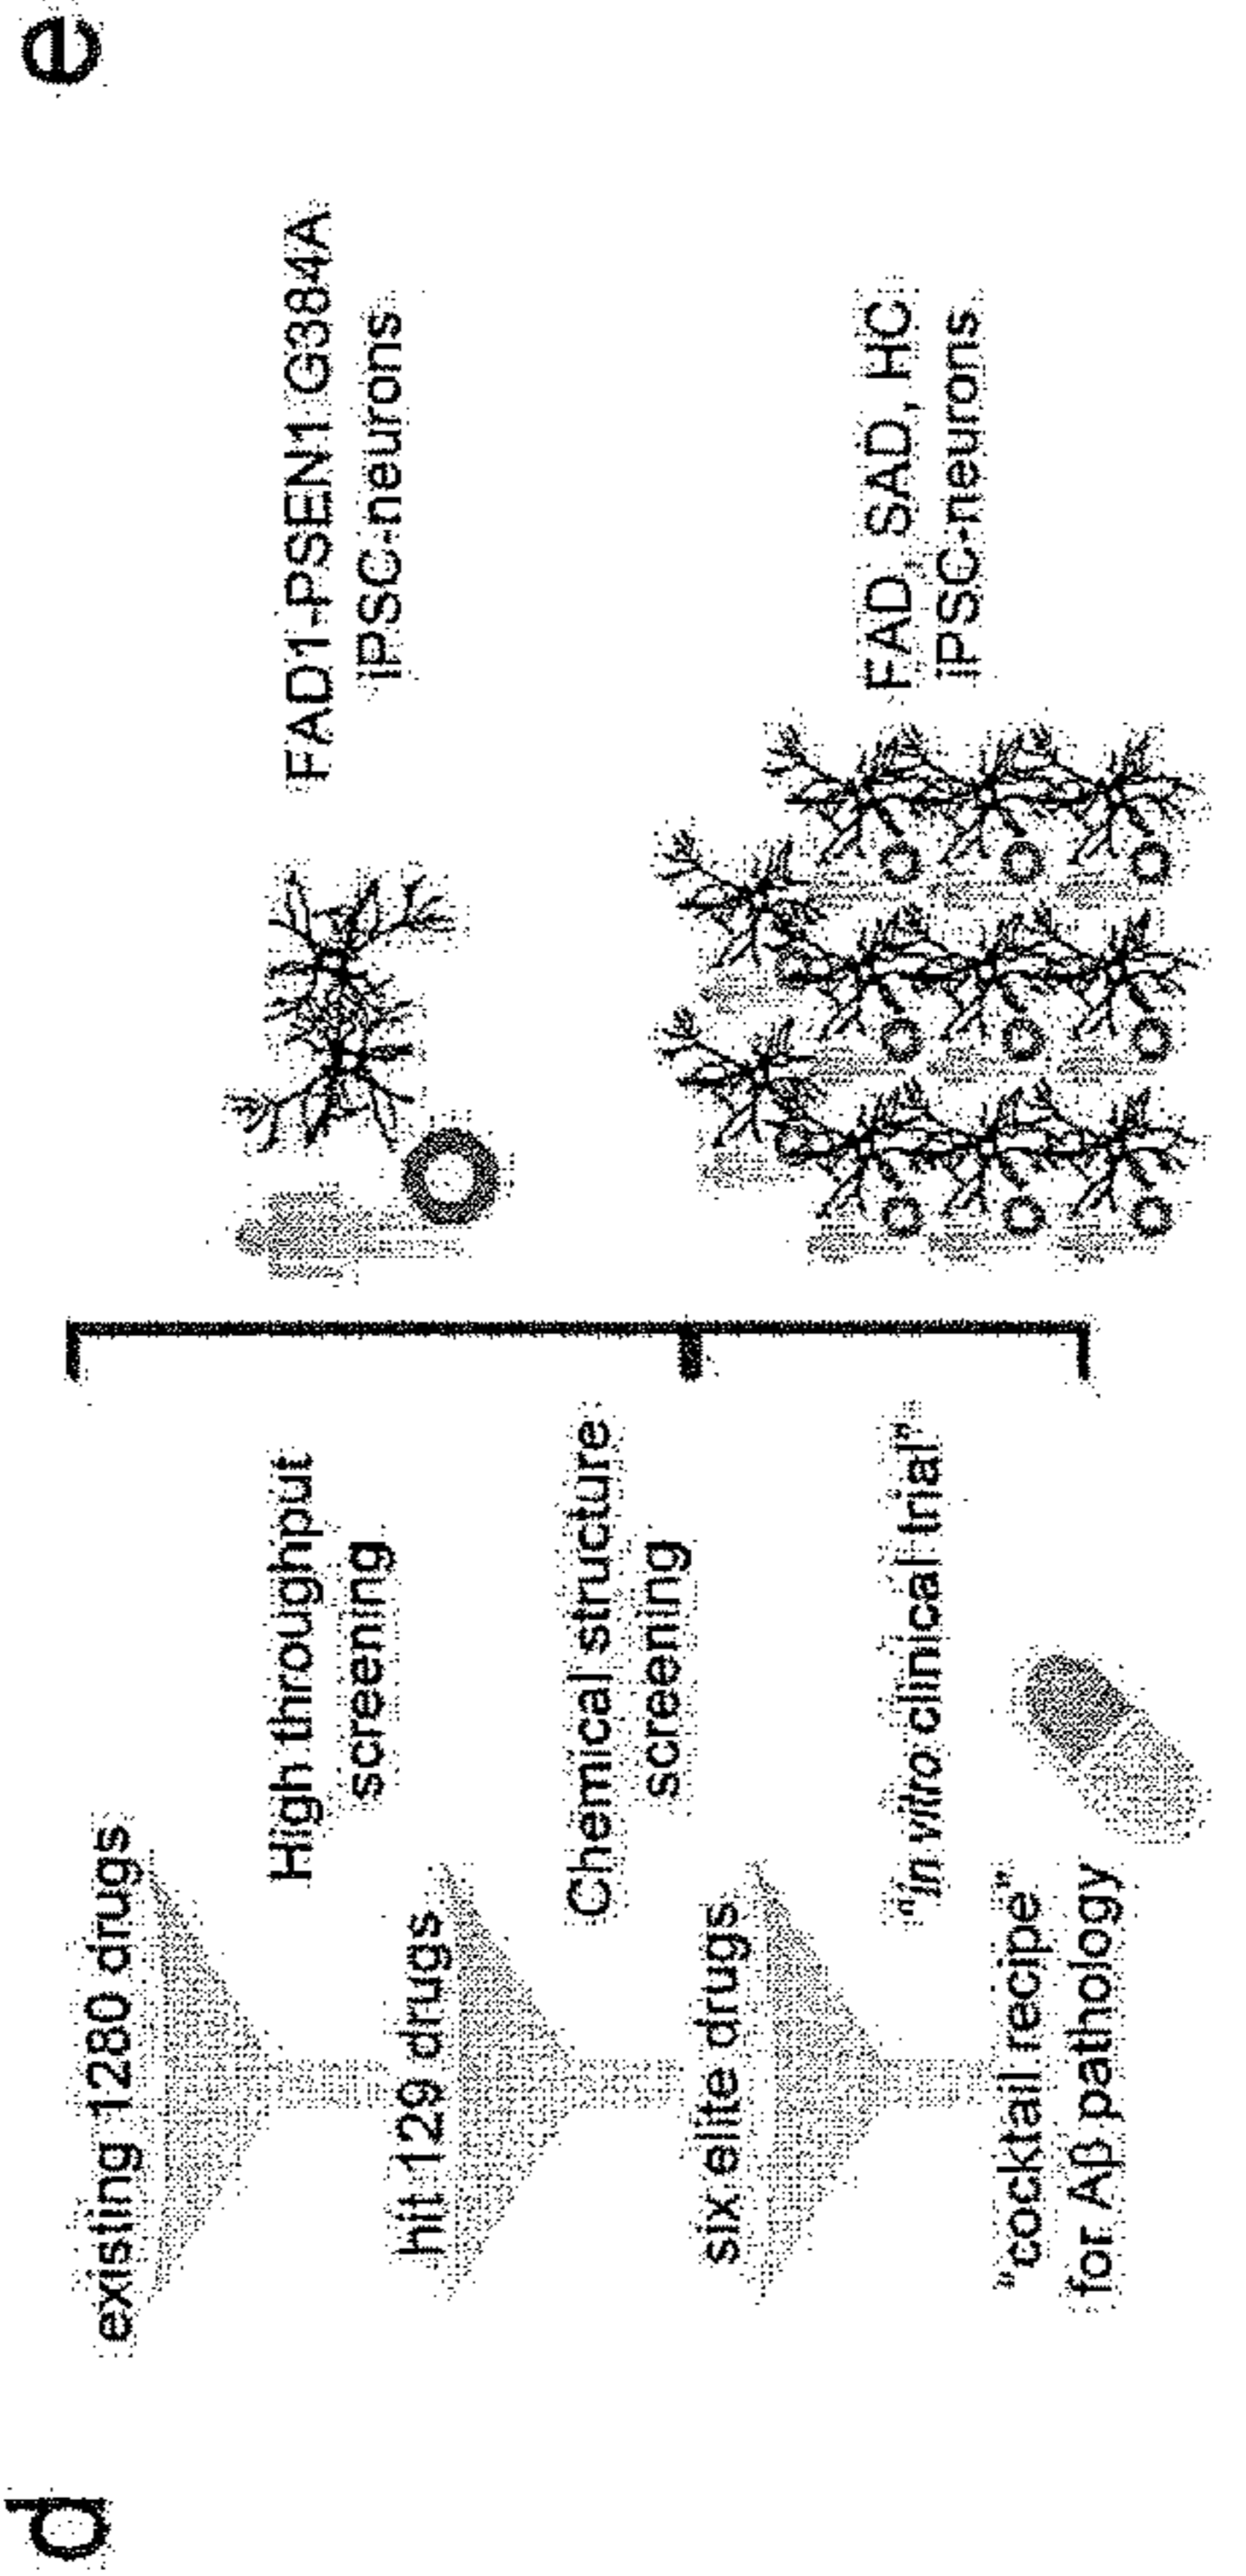 d
existing 1280 drugs
High throughput
screening
hit 129 drugs
Chemical structure
screening
six elite drugs
"in vitro clinical trial"
"cocktail recipe"
for Aβ pathology
FAD1-PSEN1 G384A
iPSC-neurons
FAD, SAD, HC
iPSC-neurons
e